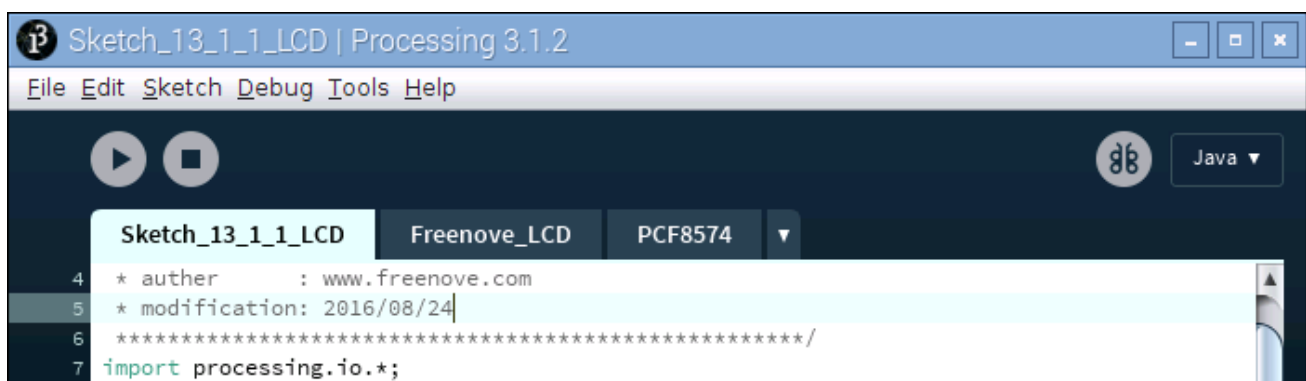 Sketch_13_1_1_LCD | Processing 3.1.2
File Edit Sketch Debug Tools Help
Java ▼
Sketch_13_1_1_LCD Freenove_LCD PCF8574 ▼
4 * auther : www.freenove.com
5 * modification: 2016/08/24
6 *****************************************************/
7 import processing.io.*;